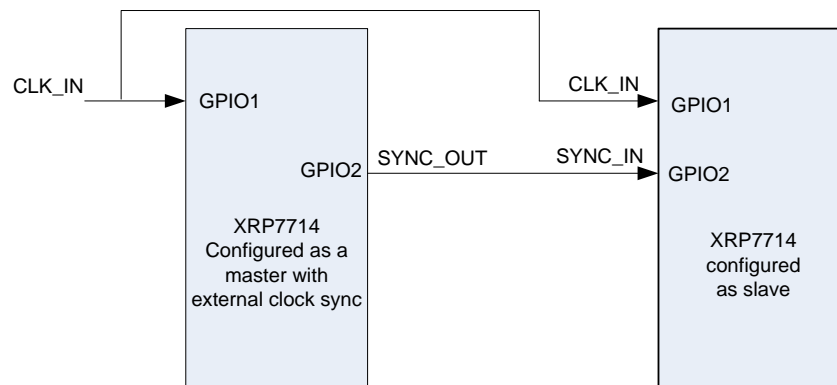 CLK_IN
GPIO1
GPIO2
XRP7714
Configured as a
master with
external clock sync
SYNC_OUT
CLK_IN
SYNC_IN
GPIO1
GPIO2
XRP7714
configured
as slave